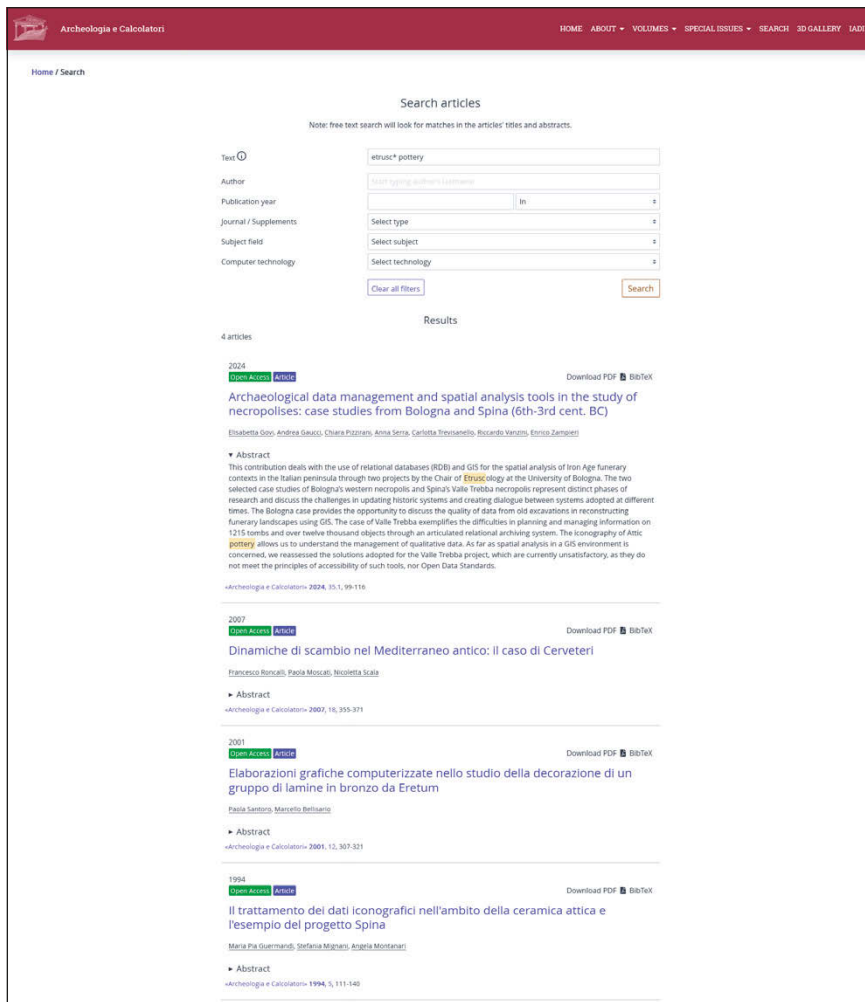 Archeologia e Calcolatori
HOME ABOUT VOLUMES SPECIAL ISSUES SEARCH 3D GALLERY IADI
Home / Search
Search articles
Note: free text search will look for matches in the articles' titles and abstracts.
Text
etrusc* pottery
Author
Start typing author's surname
Publication year
In
Journal / Supplements
Select type
Subject field
Select subject
Computer technology
Select technology
Clear all filters
Search
Results
4 articles
2024
Open Access Article
Download PDF BibTeX
Archaeological data management and spatial analysis tools in the study of
necropolises: case studies from Bologna and Spina (6th-3rd cent. BC)
Elisabetta Govi, Andrea Gaucci, Chiara Pizzirani, Anna Serra, Carlotta Trevisanello, Riccardo Vanzini, Enrico Zampieri
▾ Abstract
This contribution deals with the use of relational databases (RDB) and GIS for the spatial analysis of Iron Age funerary
contexts in the Italian peninsula through two projects by the Chair of Etruscology at the University of Bologna. The two
selected case studies of Bologna's western necropolis and Spina's Valle Trebba necropolis represent distinct phases of
research and discuss the challenges in updating historic systems and creating dialogue between systems adopted at different
times. The Bologna case provides the opportunity to discuss the quality of data from old excavations in reconstructing
funerary landscapes using GIS. The case of Valle Trebba exemplifies the difficulties in planning and managing information on
1215 tombs and over twelve thousand objects through an articulated relational archiving system. The iconography of Attic
pottery allows us to understand the management of qualitative data. As far as spatial analysis in a GIS environment is
concerned, we reassessed the solutions adopted for the Valle Trebba project, which are currently unsatisfactory, as they do
not meet the principles of accessibility of such tools, nor Open Data Standards.
«Archeologia e Calcolatori» 2024, 35.1, 99-116
2007
Open Access Article
Download PDF BibTeX
Dinamiche di scambio nel Mediterraneo antico: il caso di Cerveteri
Francesco Roncalli, Paola Moscati, Nicoletta Scala
▸ Abstract
«Archeologia e Calcolatori» 2007, 18, 355-371
2001
Open Access Article
Download PDF BibTeX
Elaborazioni grafiche computerizzate nello studio della decorazione di un
gruppo di lamine in bronzo da Eretum
Paola Santoro, Marcello Bellisario
▸ Abstract
«Archeologia e Calcolatori» 2001, 12, 307-321
1994
Open Access Article
Download PDF BibTeX
Il trattamento dei dati iconografici nell'ambito della ceramica attica e
l'esempio del progetto Spina
Maria Pia Guermandi, Stefania Mignani, Angela Montanari
▸ Abstract
«Archeologia e Calcolatori» 1994, 5, 111-140